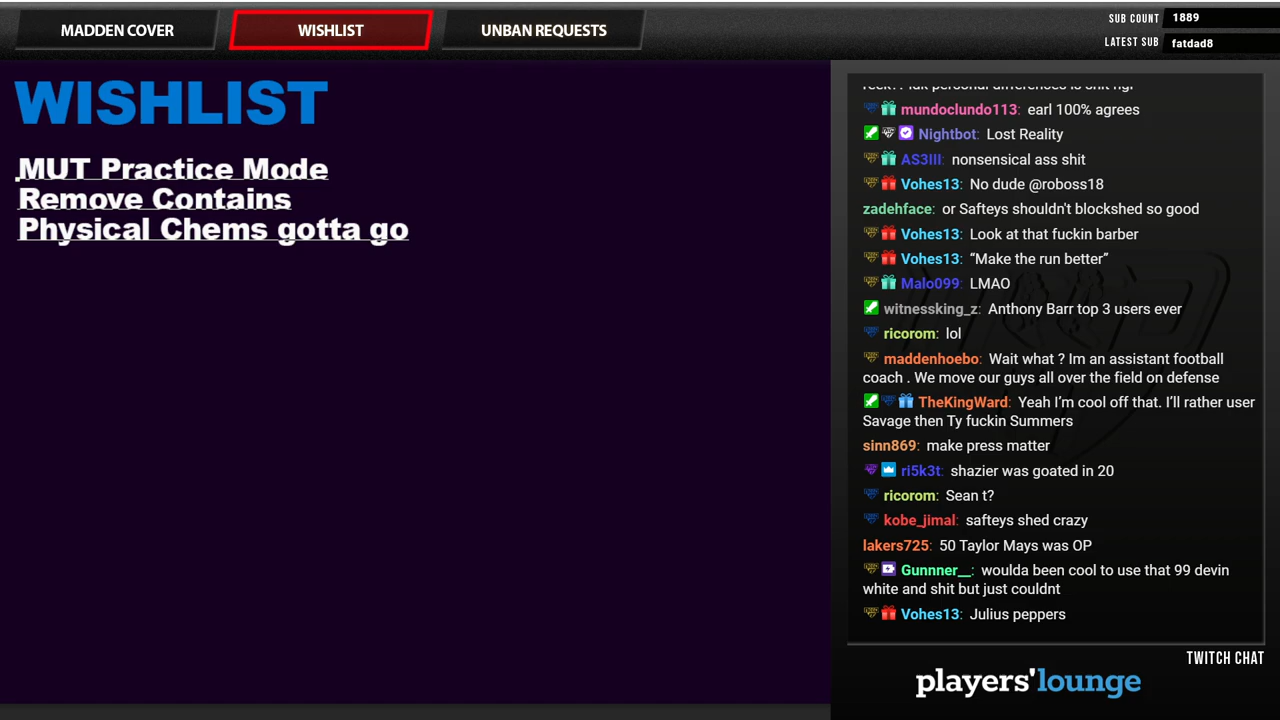 MADDEN COVER
WISHLIST
UNBAN REQUESTS
SUB COUNT 1889
LATEST SUB fatdad8
WISHLIST
MUT Practice Mode
Remove Contains
Physical Chems gotta go
mundoclundo113: earl 100% agrees
Nightbot: Lost Reality
AS3III: nonsensical ass shit
Vohes13: No dude @roboss18
zadehface: or Safteys shouldn't blockshed so good
Vohes13: Look at that fuckin barber
Vohes13: “Make the run better”
Malo099: LMAO
witnessking_z: Anthony Barr top 3 users ever
ricorom: lol
maddenhoebo: Wait what ? Im an assistant football
coach . We move our guys all over the field on defense
TheKingWard: Yeah I’m cool off that. I’ll rather user
Savage then Ty fuckin Summers
sinn869: make press matter
ri5k3t: shazier was goated in 20
ricorom: Sean t?
kobe_jimal: safteys shed crazy
lakers725: 50 Taylor Mays was OP
Gunnner__: woulda been cool to use that 99 devin
white and shit but just couldnt
Vohes13: Julius peppers
TWITCH CHAT
players'lounge